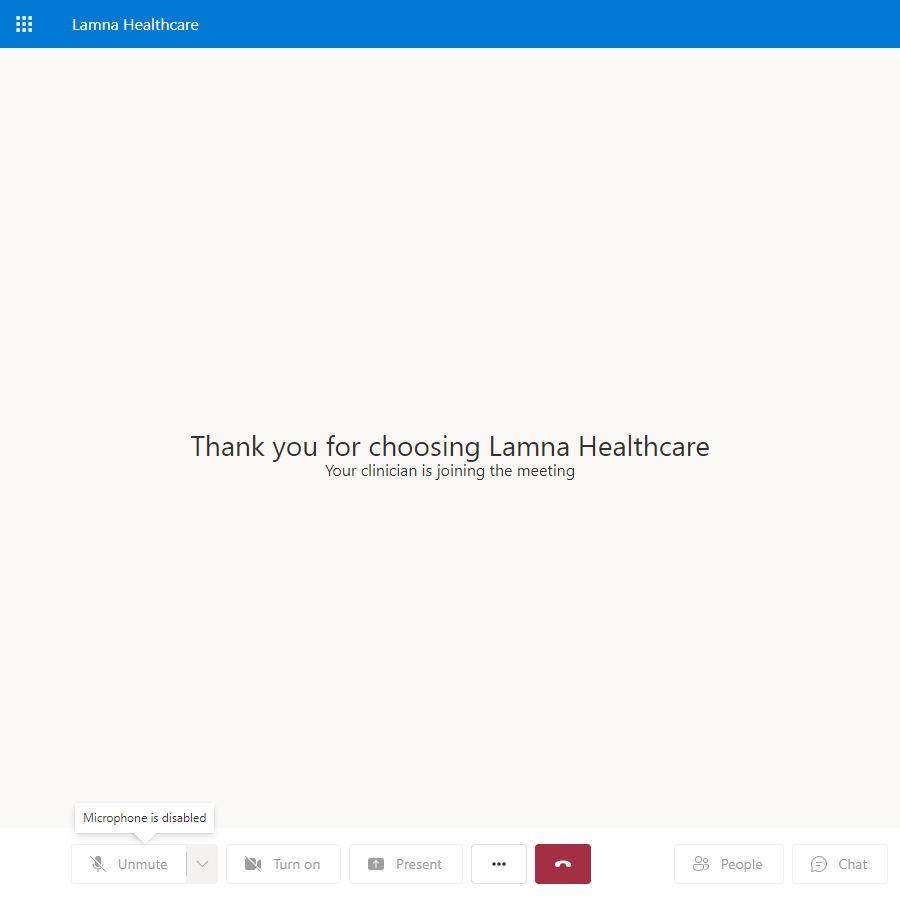 Lamna Healthcare
Thank you for choosing Lamna Healthcare
Your clinician is joining the meeting
Microphone is disabled
Unmute
Turn on
Present
People
Chat